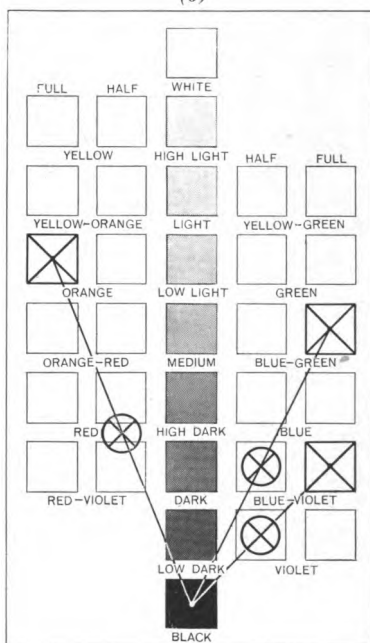 FULL HALF WHITE
YELLOW HIGH LIGHT HALF FULL
YELLOW-ORANGE LIGHT YELLOW-GREEN
ORANGE LOW LIGHT GREEN
ORANGE-RED MEDIUM BLUE-GREEN
RED HIGH DARK BLUE
RED-VIOLET DARK BLUE-VIOLET
LOW DARK VIOLET
BLACK